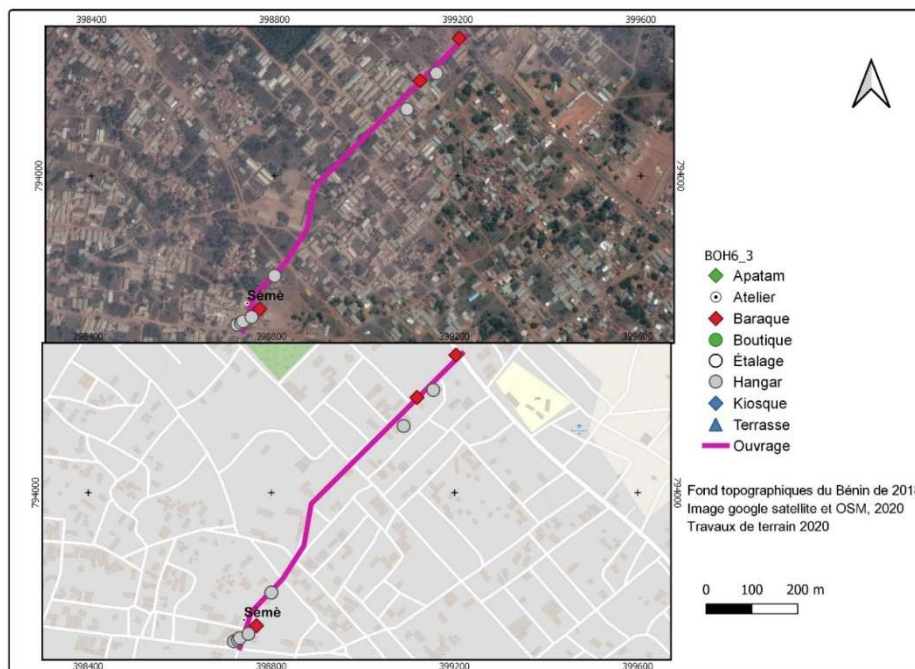 398400 398800 399200 399600
794000 794000
Sèmè
398400 398800 399200 399600
794000 794000
Sèmè
398400 398800 399200 399600
BOH6_3
Apatam
Atelier
Baraque
Boutique
Étalage
Hangar
Kiosque
Terrasse
Ouvrage
Fond topographiques du Bénin de 2018
Image google satellite et OSM, 2020
Travaux de terrain 2020
0 100 200 m